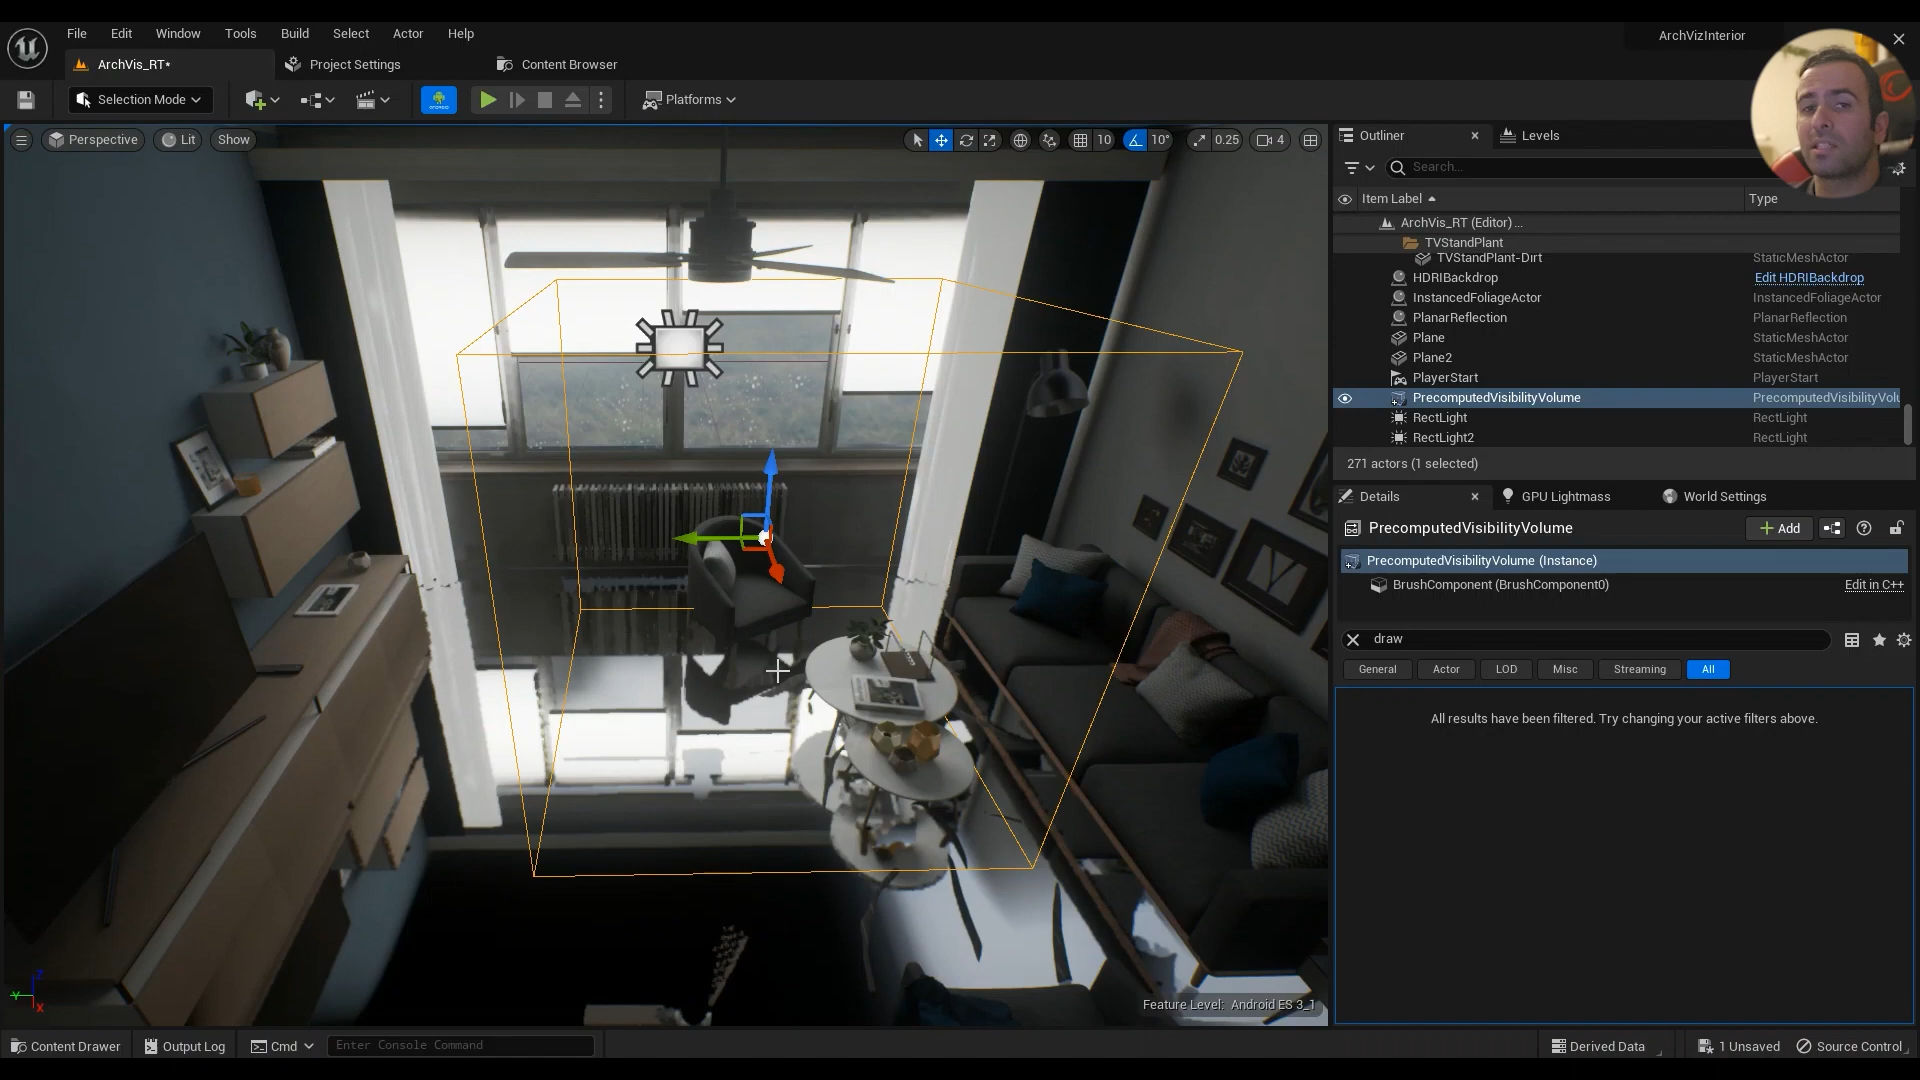 File Edit Window Tools Build Select Actor Help
ArchVizInterior
ArchVis_RT*
Project Settings
Content Browser
Selection Mode
Platforms
Perspective
Lit
Show
10
10°
0.25
4
Outliner
Levels
Search...
Item Label
Type
ArchVis_RT (Editor)...
TVStandPlant
TVStandPlant-Dirt StaticMeshActor
HDRIBackdrop Edit HDRIBackdrop
InstancedFoliageActor InstancedFoliageActor
PlanarReflection PlanarReflection
Plane StaticMeshActor
Plane2 StaticMeshActor
PlayerStart PlayerStart
PrecomputedVisibilityVolume PrecomputedVisibilityVolu
RectLight RectLight
RectLight2 RectLight
271 actors (1 selected)
Details
GPU Lightmass
World Settings
PrecomputedVisibilityVolume
Add
PrecomputedVisibilityVolume (Instance)
BrushComponent (BrushComponent0) Edit in C++
draw
General Actor LOD Misc Streaming All
All results have been filtered. Try changing your active filters above.
Z
Y
X
Feature Level: Android ES 3_1
Content Drawer
Output Log
Cmd
Enter Console Command
Derived Data
1 Unsaved
Source Control